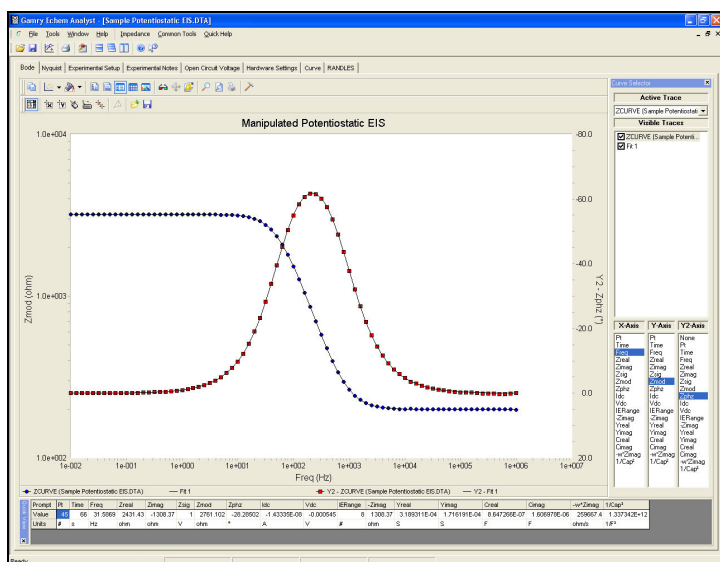 Gamry Echem Analyst - [Sample Potentiostatic EIS.DTA]
File Tools Window Help Impedance Common Tools Quick Help
Bode Nyquist Experimental Setup Experimental Notes Open Circuit Voltage Hardware Settings Curve RANDLES
Curve Selector
Active Trace
ZCURVE (Sample Potentiostati
Visible Traces
ZCURVE (Sample Potenti...
Fit 1
Manipulated Potentiostatic EIS
1.0e+004
1.0e+003
1.0e+002
Zmod (ohm)
-80.0
-60.0
-40.0
-20.0
0.0
20.0
Y2 - Zphz (°)
1e-002 1e-001 1e+000 1e+001 1e+002 1e+003 1e+004 1e+005 1e+006 1e+007
Freq (Hz)
ZCURVE (Sample Potentiostatic EIS.DTA) Fit 1 Y2 - ZCURVE (Sample Potentiostatic EIS.DTA) Y2 - Fit 1
X-Axis Y-Axis Y2-Axis
Pt Pt None
Time Time Pt
Freq Freq Time
Zreal Zreal Freq
Zimag Zimag Zreal
Zsig Zsig Zimag
Zmod Zmod Zsig
Zphz Zphz Zmod
Idc Idc Zphz
Vdc Vdc Idc
IERange IERange Vdc
-Zimag -Zimag IERange
Yreal Yreal -Zimag
Yimag Yimag Yreal
Creal Creal Yimag
Cimag Cimag Creal
-w*Zimag -w*Zimag Cimag
1/Cap² 1/Cap² -w*Zimag
1/Cap²
Quick View
Prompt Pt Time Freq Zreal Zimag Zsig Zmod Zphz Idc Vdc IERange -Zimag Yreal Yimag Creal Cimag -w*Zimag 1/Cap²
Value 45 66 31.5869 2431.43 -1308.37 1 2761.102 -28.28502 -1.43335E-08 -0.000545 8 1308.37 3.189311E-04 1.716191E-04 8.647266E-07 1.606978E-06 259667.4 1.337342E+12
Units # s Hz ohm ohm V ohm ° A V # ohm S S F F ohm/s 1/F²
Ready